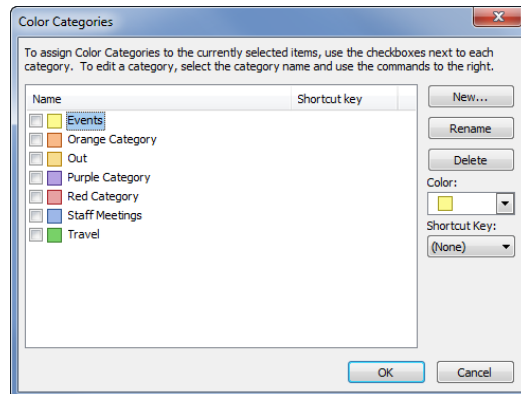 Color Categories
To assign Color Categories to the currently selected items, use the checkboxes next to each
category. To edit a category, select the category name and use the commands to the right.
Name Shortcut key
Events
Orange Category
Out
Purple Category
Red Category
Staff Meetings
Travel
New...
Rename
Delete
Color:
Shortcut Key:
(None)
OK Cancel